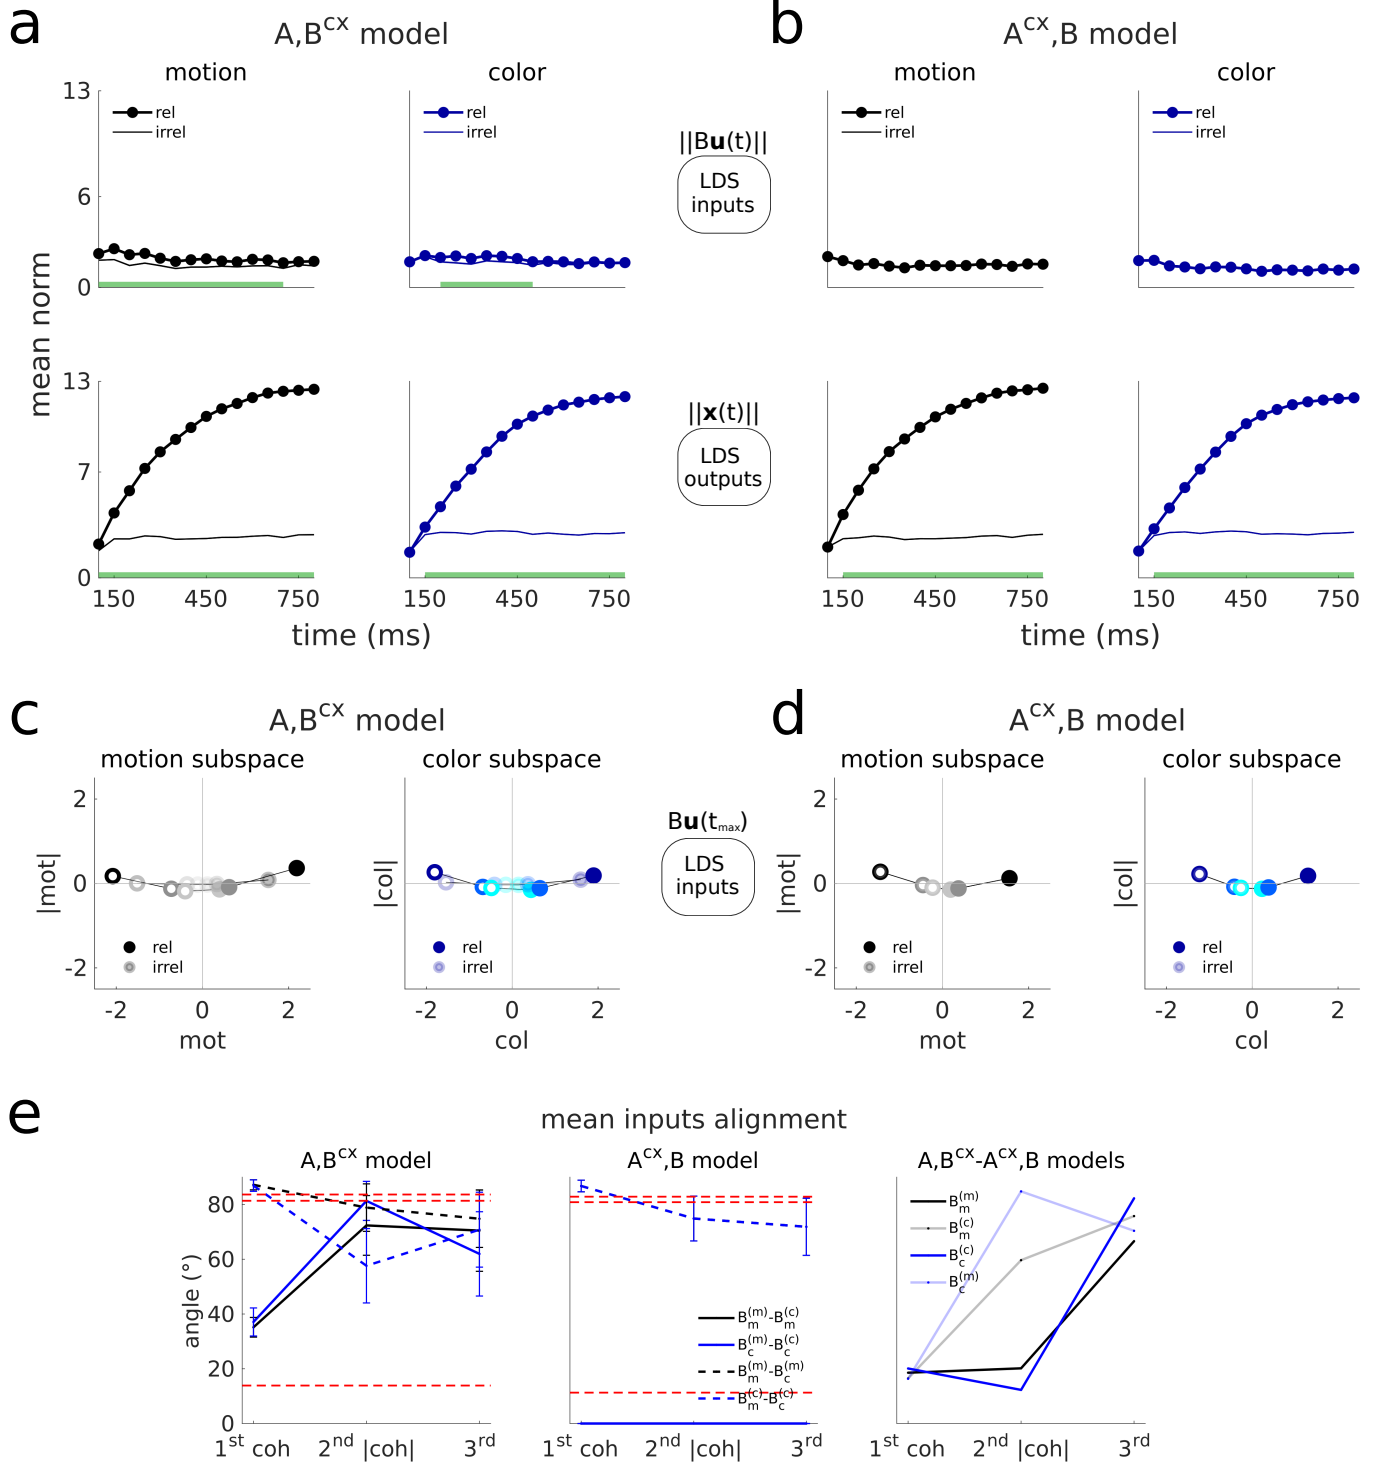 a
A,B^cx model
b
A^cx,B model
motion
color
motion
color
13
6
0
rel
irrel
rel
irrel
||Bu(t)||
LDS
inputs
rel
irrel
rel
irrel
mean norm
13
7
0
||x(t)||
LDS
outputs
150 450 750
150 450 750
150 450 750
150 450 750
time (ms)
time (ms)
c
A,B^cx model
d
A^cx,B model
motion subspace
color subspace
motion subspace
color subspace
|mot|
2
0
-2
rel
irrel
|col|
rel
irrel
Bu(t_max)
LDS
inputs
|mot|
2
0
-2
rel
irrel
|col|
rel
irrel
-2 0 2
-2 0 2
-2 0 2
-2 0 2
mot
col
mot
col
e
mean inputs alignment
A,B^cx model
A^cx,B model
A,B^cx-A^cx,B models
angle (°)
80
60
40
20
0
B_m^(m)-B_m^(c)
B_c^(m)-B_c^(c)
B_m^(m)-B_c^(m)
B_m^(c)-B_c^(c)
B_m^(m)
B_m^(c)
B_c^(c)
B_c^(m)
1^st coh 2^nd |coh| 3^rd
1^st coh 2^nd |coh| 3^rd
1^st coh 2^nd |coh| 3^rd